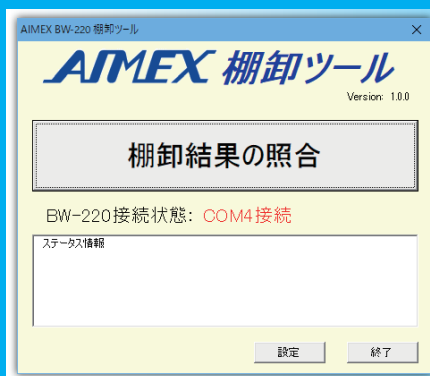 AIMEX BW-220 棚卸ツール
AIMEX 棚卸ツール
Version: 1.0.0
棚卸結果の照合
BW-220接続状態: COM4接続
ステータス情報
設定 終了